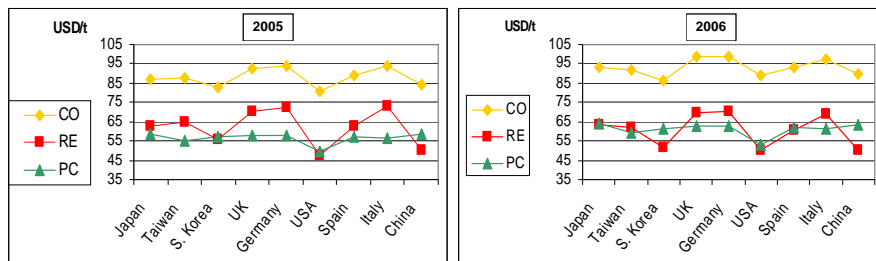 USD/t
2005
105
95
85
75
65
55
45
35
CO
RE
PC
Japan
Taiwan
S. Korea
UK
Germany
USA
Spain
Italy
China
USD/t
2006
105
95
85
75
65
55
45
35
CO
RE
PC
Japan
Taiwan
S. Korea
UK
Germany
USA
Spain
Italy
China